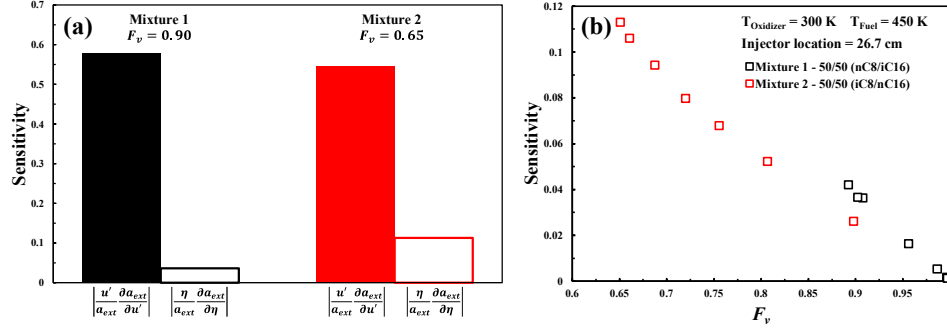 (a)
Mixture 1
F_v = 0.90
Mixture 2
F_v = 0.65
Sensitivity
0.7
0.6
0.5
0.4
0.3
0.2
0.1
0
|u′/a_ext ∂a_ext/∂u′|
|η/a_ext ∂a_ext/∂η|
|u′/a_ext ∂a_ext/∂u′|
|η/a_ext ∂a_ext/∂η|
(b)
T_Oxidizer = 300 K T_Fuel = 450 K
Injector location = 26.7 cm
Mixture 1 - 50/50 (nC8/iC16)
Mixture 2 - 50/50 (iC8/nC16)
Sensitivity
0.12
0.1
0.08
0.06
0.04
0.02
0
0.6 0.65 0.7 0.75 0.8 0.85 0.9 0.95
F_v